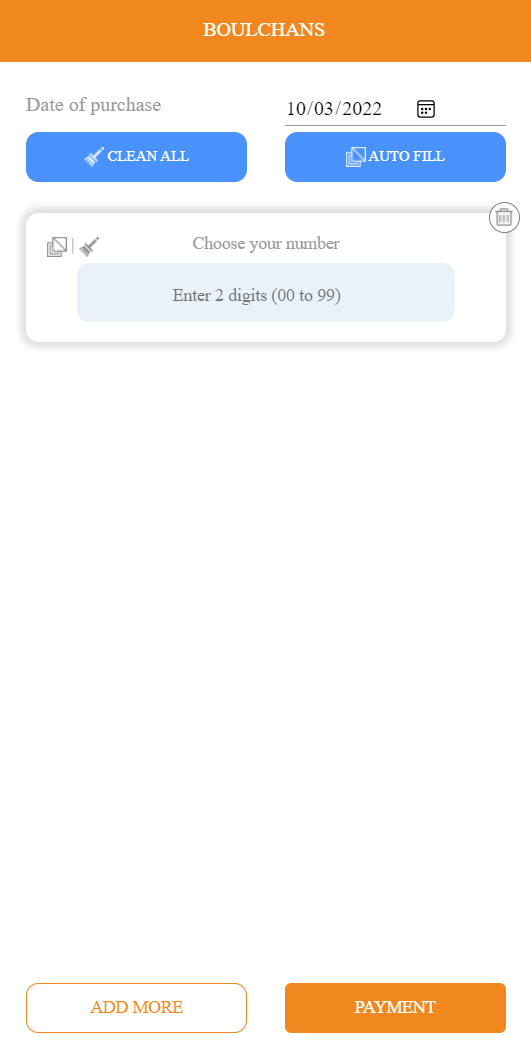 BOULCHANS
Date of purchase
10/03/2022
CLEAN ALL
AUTO FILL
Choose your number
Enter 2 digits (00 to 99)
ADD MORE
PAYMENT